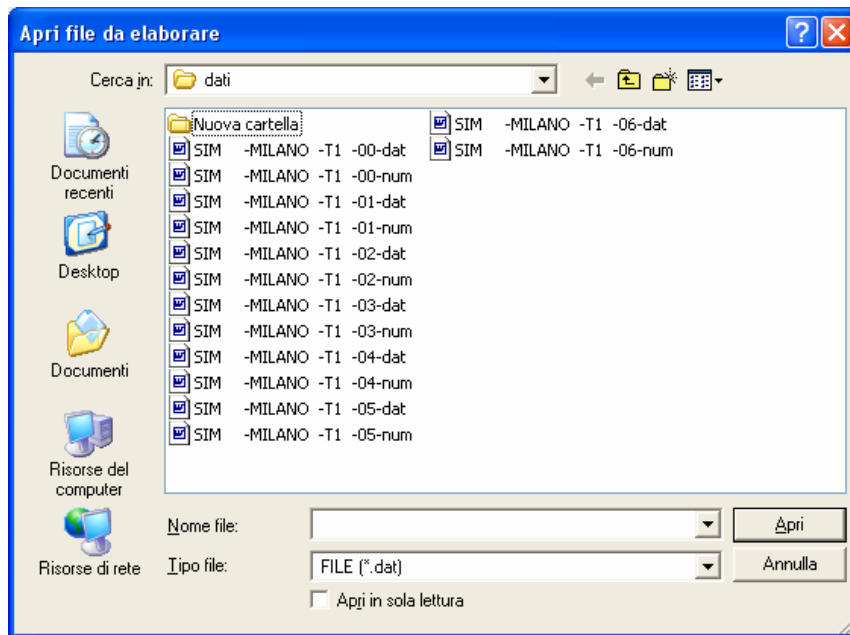 Apri file da elaborare
Cerca in: dati
Nuova cartella
SIM -MILANO -T1 -00-dat
SIM -MILANO -T1 -00-num
SIM -MILANO -T1 -01-dat
SIM -MILANO -T1 -01-num
SIM -MILANO -T1 -02-dat
SIM -MILANO -T1 -02-num
SIM -MILANO -T1 -03-dat
SIM -MILANO -T1 -03-num
SIM -MILANO -T1 -04-dat
SIM -MILANO -T1 -04-num
SIM -MILANO -T1 -05-dat
SIM -MILANO -T1 -05-num
SIM -MILANO -T1 -06-dat
SIM -MILANO -T1 -06-num
Documenti
recenti
Desktop
Documenti
Risorse del
computer
Risorse di rete
Nome file:
Apri
Tipo file: FILE (*.dat)
Annulla
Apri in sola lettura